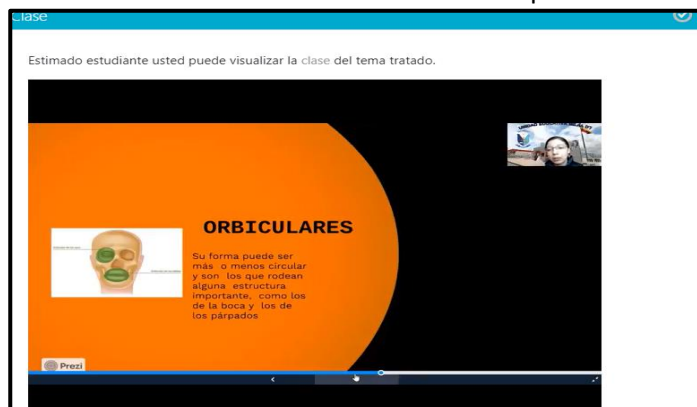 Clase
Estimado estudiante usted puede visualizar la clase del tema tratado.
ORBICULARES
Su forma puede ser
más o menos circular
y son los que rodean
alguna estructura
importante, como los
de la boca y los de
los párpados
Prezi